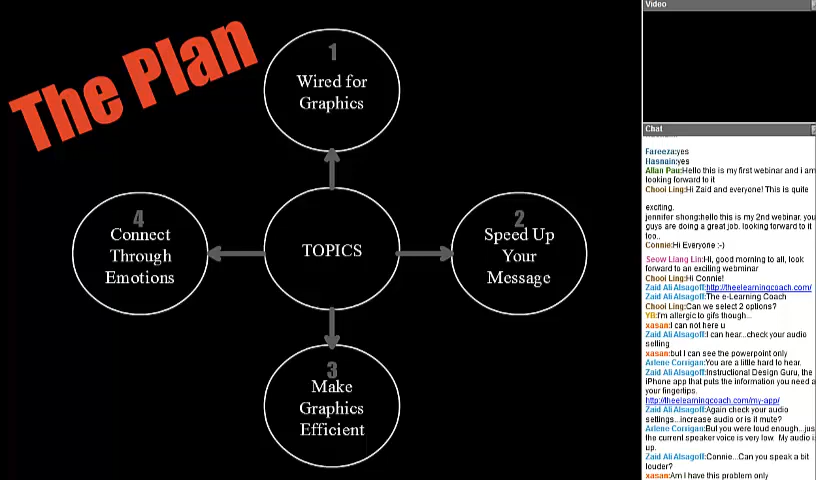 The Plan
1
Wired for
Graphics
TOPICS
2
Speed Up
Your
Message
3
Make
Graphics
Efficient
4
Connect
Through
Emotions
Video
Chat
Fareeza:yes
Hasnain:yes
Allan Pau:Hello this is my first webinar and i am
looking forward to it
Chooi Ling:Hi Zaid and everyone! This is quite
exciting.
jennifer shong:hello this is my 2nd webinar. you
guys are doing a great job. looking forward to it
too..
Connie:Hi Everyone :-)
Seow Liang Lin:HI, good morning to all, look
forward to an exciting webminar
Chooi Ling:Hi Connie!
Zaid Ali Alsagoff:http://theelearningcoach.com/
Zaid Ali Alsagoff:The e-Learning Coach
Chooi Ling:Can we select 2 options?
YB:I'm allergic to gifs though...
xasan:I can not here u
Zaid Ali Alsagoff:I can hear...check your audio
setting
xasan:but I can see the powerpoint only
Arlene Corrigan:You are a little hard to hear.
Zaid Ali Alsagoff:Instructional Design Guru, the
iPhone app that puts the information you need a
your fingertips.
http://theelearningcoach.com/my-app/
Zaid Ali Alsagoff:Again check your audio
settings...increase audio or is it mute?
Arlene Corrigan:But you were loud enough...jus
the current speaker voice is very low. My audio i
up.
Zaid Ali Alsagoff:Connie...Can you speak a bit
louder?
xasan:Am I have this problem only